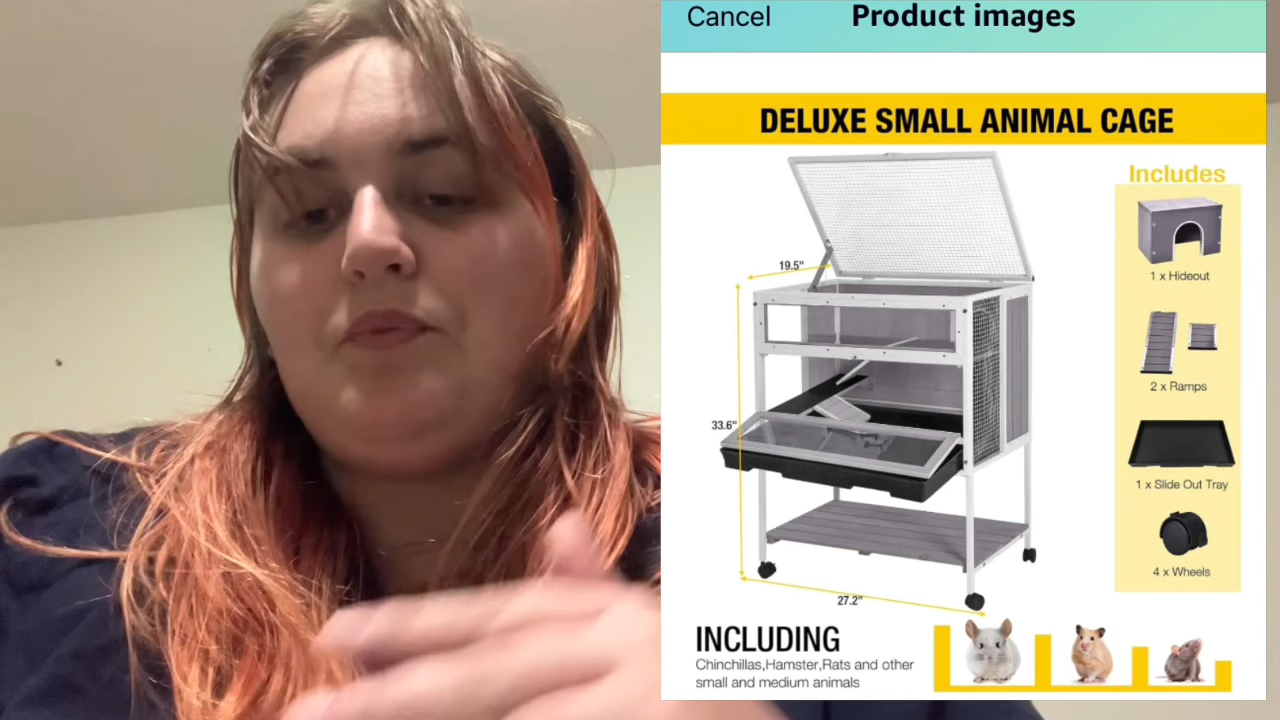 Cancel
Product images
DELUXE SMALL ANIMAL CAGE
Includes
19.5"
1 x Hideout
2 x Ramps
33.6"
1 x Slide Out Tray
4 x Wheels
27.2"
INCLUDING
Chinchillas,Hamster,Rats and other
small and medium animals